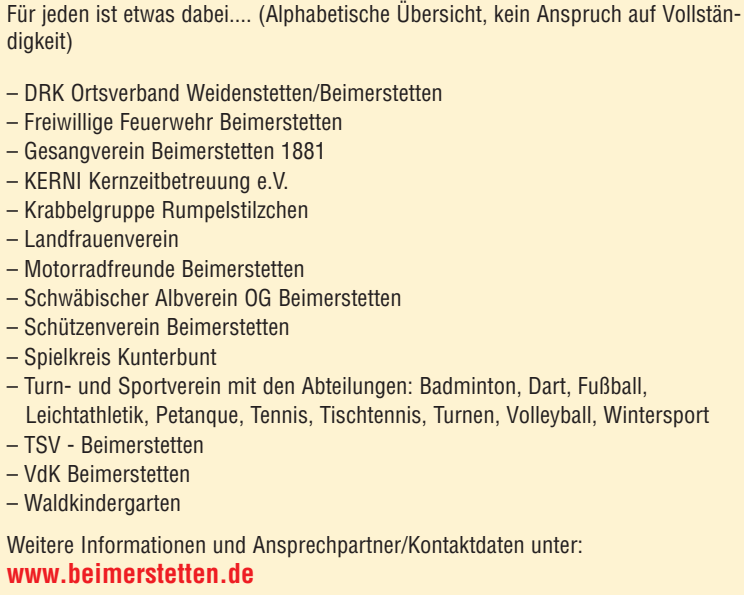 Für jeden ist etwas dabei.... (Alphabetische Übersicht, kein Anspruch auf Vollstän-
digkeit)
– DRK Ortsverband Weidenstetten/Beimerstetten
– Freiwillige Feuerwehr Beimerstetten
– Gesangverein Beimerstetten 1881
– KERNI Kernzeitbetreuung e.V.
– Krabbelgruppe Rumpelstilzchen
– Landfrauenverein
– Motorradfreunde Beimerstetten
– Schwäbischer Albverein OG Beimerstetten
– Schützenverein Beimerstetten
– Spielkreis Kunterbunt
– Turn- und Sportverein mit den Abteilungen: Badminton, Dart, Fußball,
Leichtathletik, Petanque, Tennis, Tischtennis, Turnen, Volleyball, Wintersport
– TSV - Beimerstetten
– VdK Beimerstetten
– Waldkindergarten
Weitere Informationen und Ansprechpartner/Kontaktdaten unter:
www.beimerstetten.de